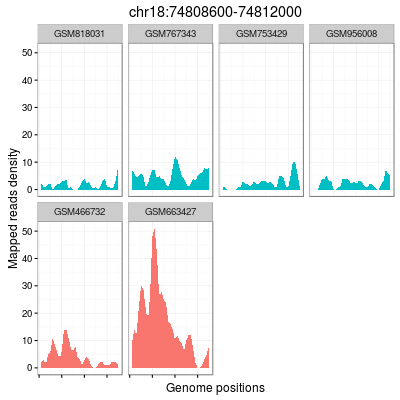 chr18:74808600-74812000
GSM818031 GSM767343 GSM753429 GSM956008
50
40
30
20
10
0
GSM466732 GSM663427
50
40
30
20
10
0
Mapped reads density
Genome positions